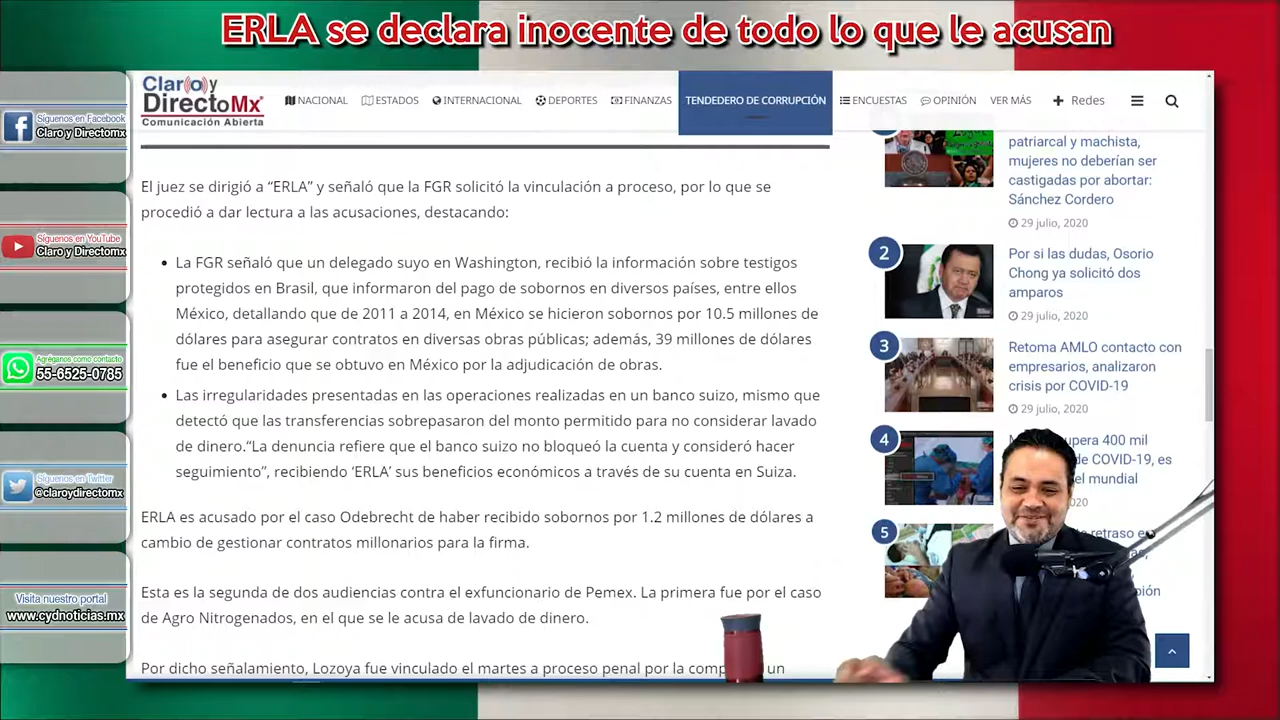 ERLA se declara inocente de todo lo que le acusan
Síguenos en Facebook
Claro y Directomx
Síguenos en YouTube
Claro y Directomx
Agréganos como contacto
55-6525-0785
Síguenos en Twitter
@claroydirectomx
Visita nuestro portal
www.cydnoticias.mx
Claro y
DirectoMx
Comunicación Abierta
NACIONAL ESTADOS INTERNACIONAL DEPORTES FINANZAS TENDEDERO DE CORRUPCIÓN ENCUESTAS OPINIÓN VER MÁS + Redes
El juez se dirigió a “ERLA” y señaló que la FGR solicitó la vinculación a proceso, por lo que se
procedió a dar lectura a las acusaciones, destacando:
• La FGR señaló que un delegado suyo en Washington, recibió la información sobre testigos
protegidos en Brasil, que informaron del pago de sobornos en diversos países, entre ellos
México, detallando que de 2011 a 2014, en México se hicieron sobornos por 10.5 millones de
dólares para asegurar contratos en diversas obras públicas; además, 39 millones de dólares
fue el beneficio que se obtuvo en México por la adjudicación de obras.
• Las irregularidades presentadas en las operaciones realizadas en un banco suizo, mismo que
detectó que las transferencias sobrepasaron del monto permitido para no considerar lavado
de dinero.“La denuncia refiere que el banco suizo no bloqueó la cuenta y consideró hacer
seguimiento”, recibiendo ‘ERLA’ sus beneficios económicos a través de su cuenta en Suiza.
ERLA es acusado por el caso Odebrecht de haber recibido sobornos por 1.2 millones de dólares a
cambio de gestionar contratos millonarios para la firma.
Esta es la segunda de dos audiencias contra el exfuncionario de Pemex. La primera fue por el caso
de Agro Nitrogenados, en el que se le acusa de lavado de dinero.
Por dicho señalamiento, Lozoya fue vinculado el martes a proceso penal por la un
patriarcal y machista,
mujeres no deberían ser
castigadas por abortar:
Sánchez Cordero
29 julio, 2020
2
Por si las dudas, Osorio
Chong ya solicitó dos
amparos
29 julio, 2020
3
Retoma AMLO contacto con
empresarios, analizaron
crisis por COVID-19
29 julio, 2020
4
400 mil
de COVID-19, es
mundial
2020
5
retraso